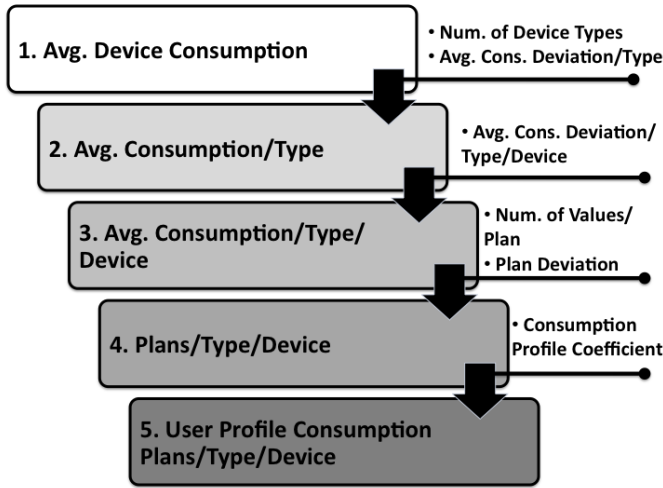 1. Avg. Device Consumption
• Num. of Device Types
• Avg. Cons. Deviation/Type
2. Avg. Consumption/Type
• Avg. Cons. Deviation/
Type/Device
3. Avg. Consumption/Type/
Device
• Num. of Values/
Plan
• Plan Deviation
4. Plans/Type/Device
• Consumption
Profile Coefficient
5. User Profile Consumption
Plans/Type/Device